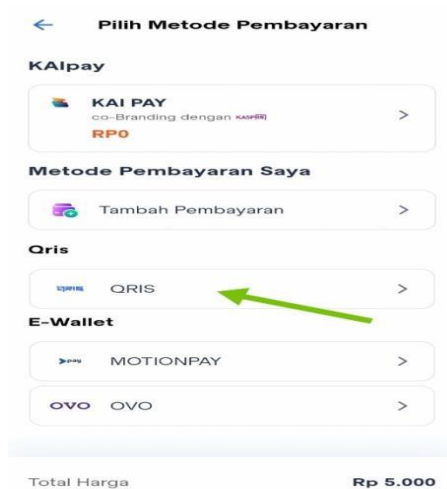 Pilih Metode Pembayaran
KAIpay
KAI PAY
co-Branding dengan
RP0
Metode Pembayaran Saya
Tambah Pembayaran
Qris
QRIS
E-Wallet
pay MOTIONPAY
OVO OVO
Total Harga Rp 5.000